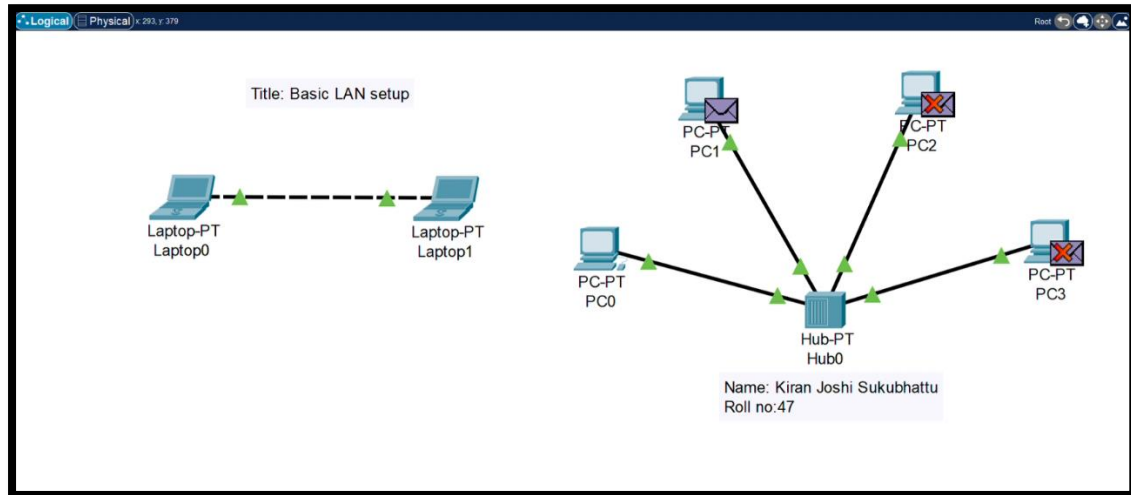 Logical Physical x: 293, y: 379 Root
Title: Basic LAN setup
PC-PT
PC1
PC-PT
PC2
Laptop-PT
Laptop0
Laptop-PT
Laptop1
PC-PT
PC0
PC-PT
PC3
Hub-PT
Hub0
Name: Kiran Joshi Sukubhattu
Roll no:47